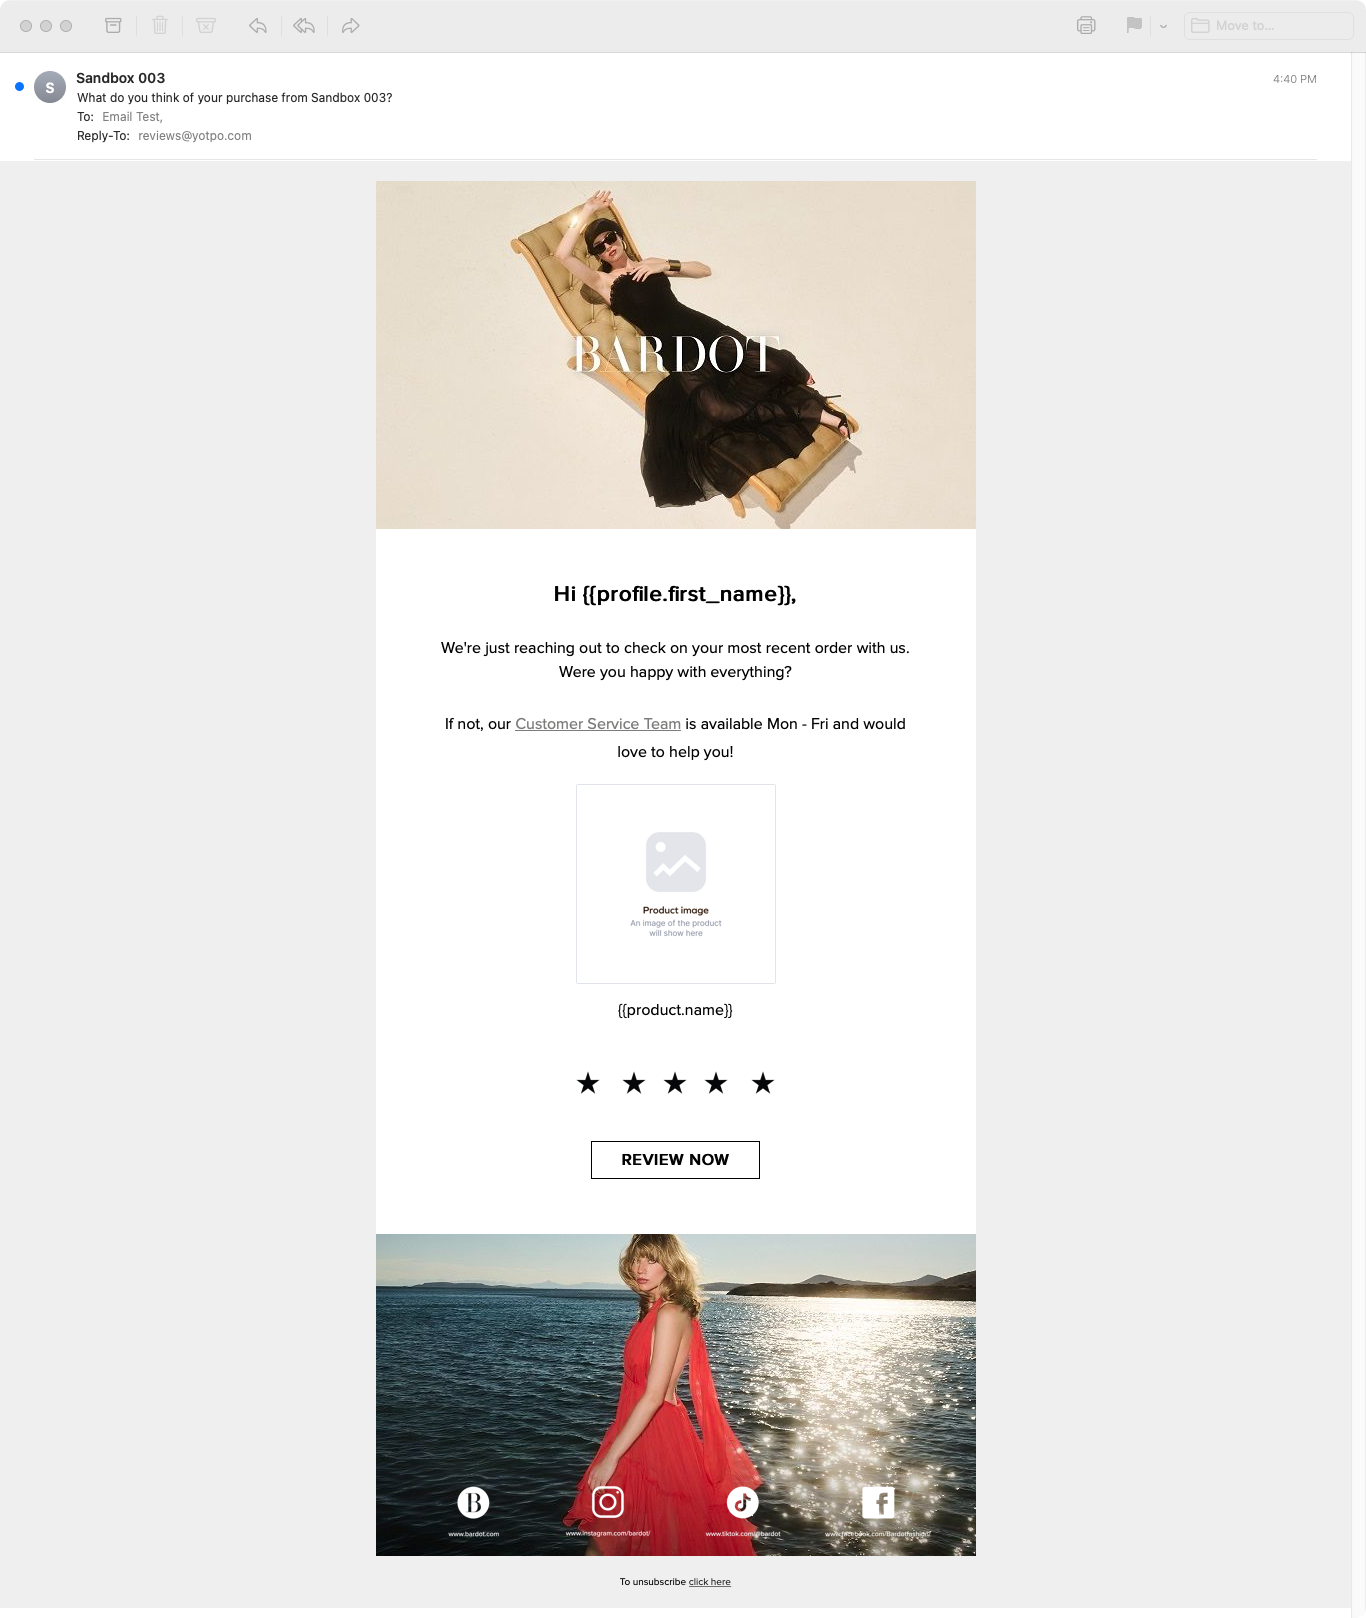 Move to...
Sandbox 003
4:40 PM
S
What do you think of your purchase from Sandbox 003?
To: Email Test,
Reply-To: reviews@yotpo.com
BARDOT
Hi {{profile.first_name}},
We're just reaching out to check on your most recent order with us.
Were you happy with everything?
If not, our Customer Service Team is available Mon - Fri and would
love to help you!
Product image
An image of the product
will show here
{{product.name}}
REVIEW NOW
B
www.bardot.com
www.instagram.com/bardot/
www.tiktok.com/@bardot
www.facebook.com/Bardotfashion/
To unsubscribe click here